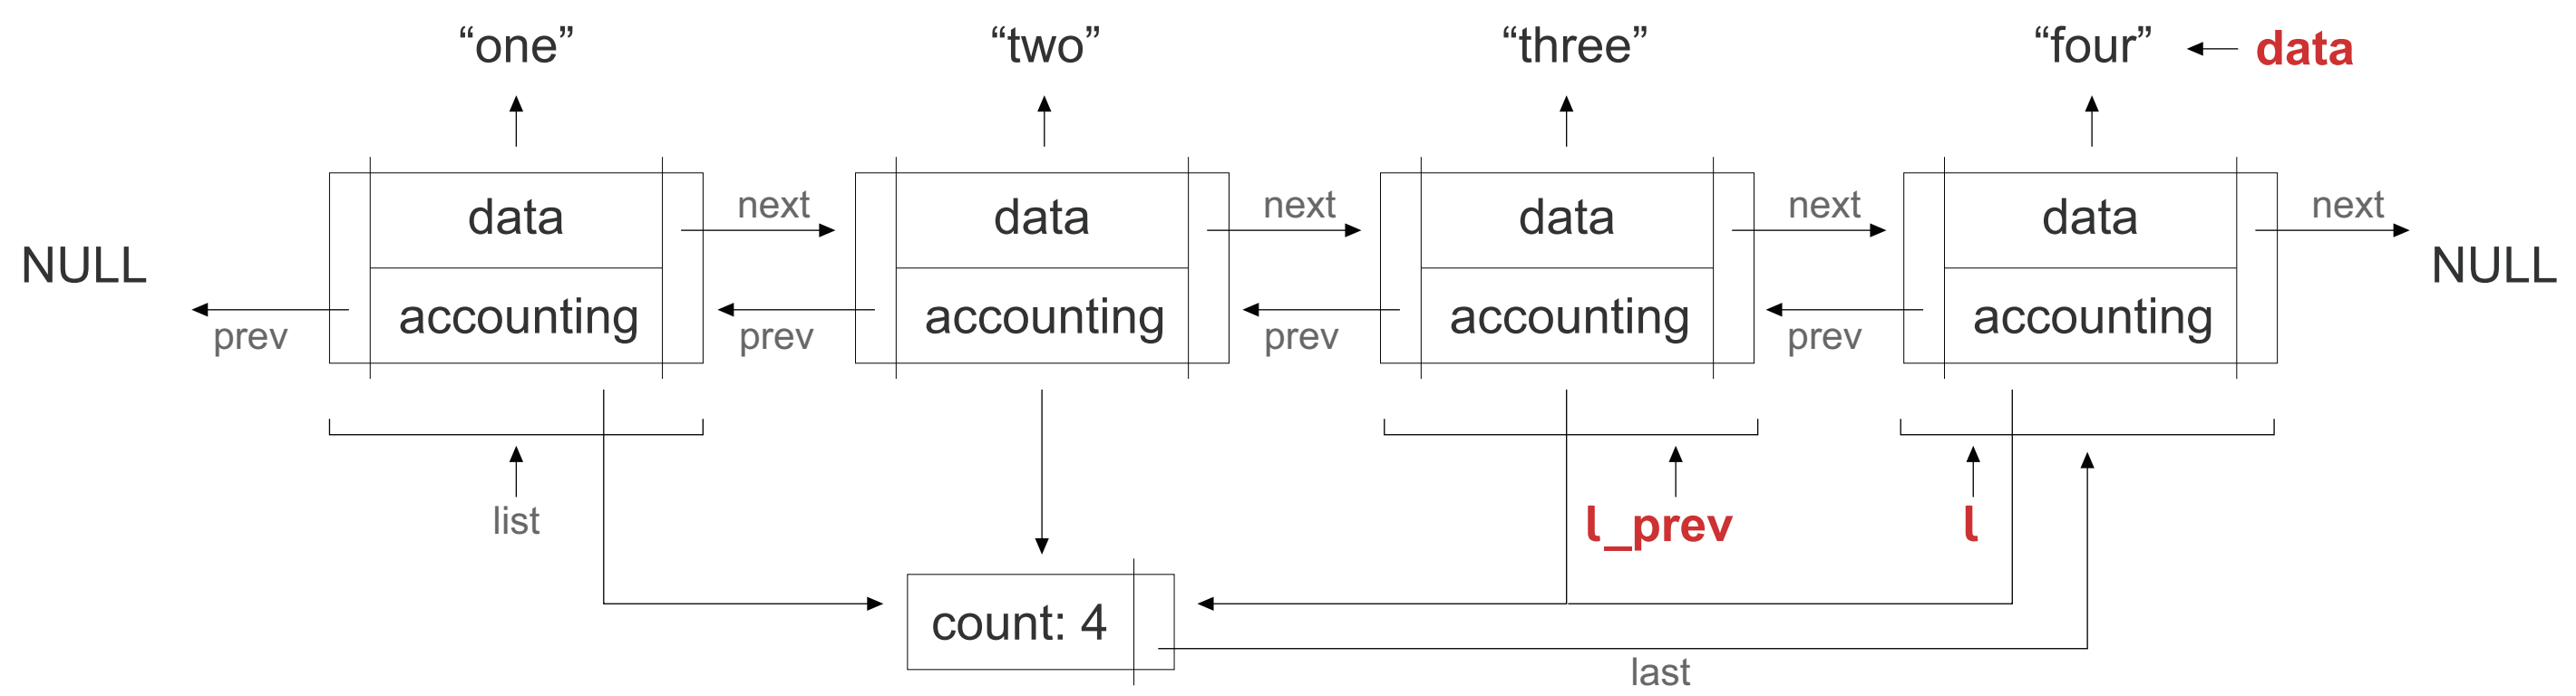 “one”
“two”
“three”
“four”
data
NULL
data
next
data
next
data
next
data
next
NULL
prev
accounting
prev
accounting
prev
accounting
prev
accounting
list
l_prev
l
count: 4
last